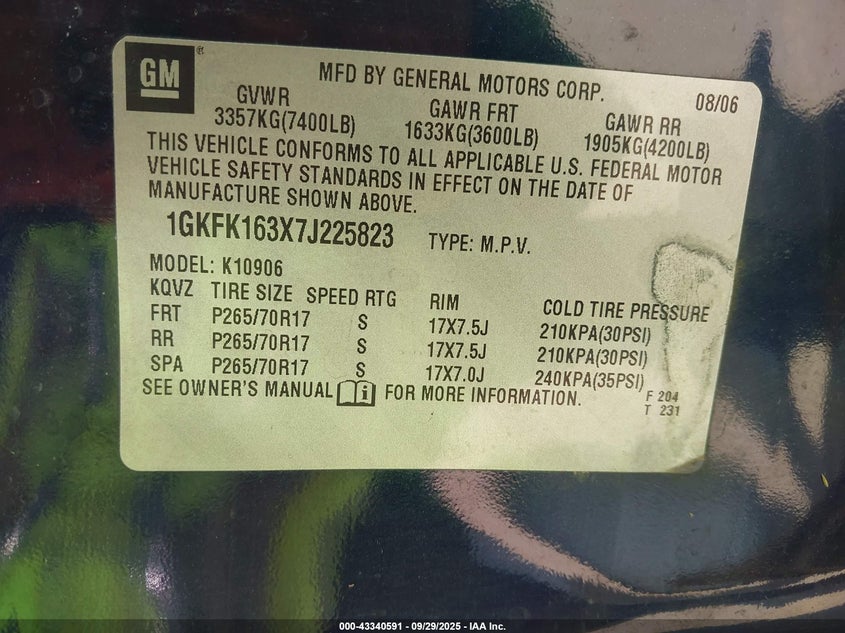 GM
®
MFD BY GENERAL MOTORS CORP.
08/06
GVWR GAWR FRT GAWR RR
3357KG(7400LB) 1633KG(3600LB) 1905KG(4200LB)
THIS VEHICLE CONFORMS TO ALL APPLICABLE U.S. FEDERAL MOTOR
VEHICLE SAFETY STANDARDS IN EFFECT ON THE DATE OF
MANUFACTURE SHOWN ABOVE.
1GKFK163X7J225823 TYPE: M.P.V.
MODEL: K10906
KQVZ TIRE SIZE SPEED RTG RIM COLD TIRE PRESSURE
FRT P265/70R17 S 17X7.5J 210KPA(30PSI)
RR P265/70R17 S 17X7.5J 210KPA(30PSI)
SPA P265/70R17 S 17X7.0J 240KPA(35PSI)
SEE OWNER'S MANUAL i FOR MORE INFORMATION.
F 204
T 231
000-43340591 - 09/29/2025 - IAA Inc.